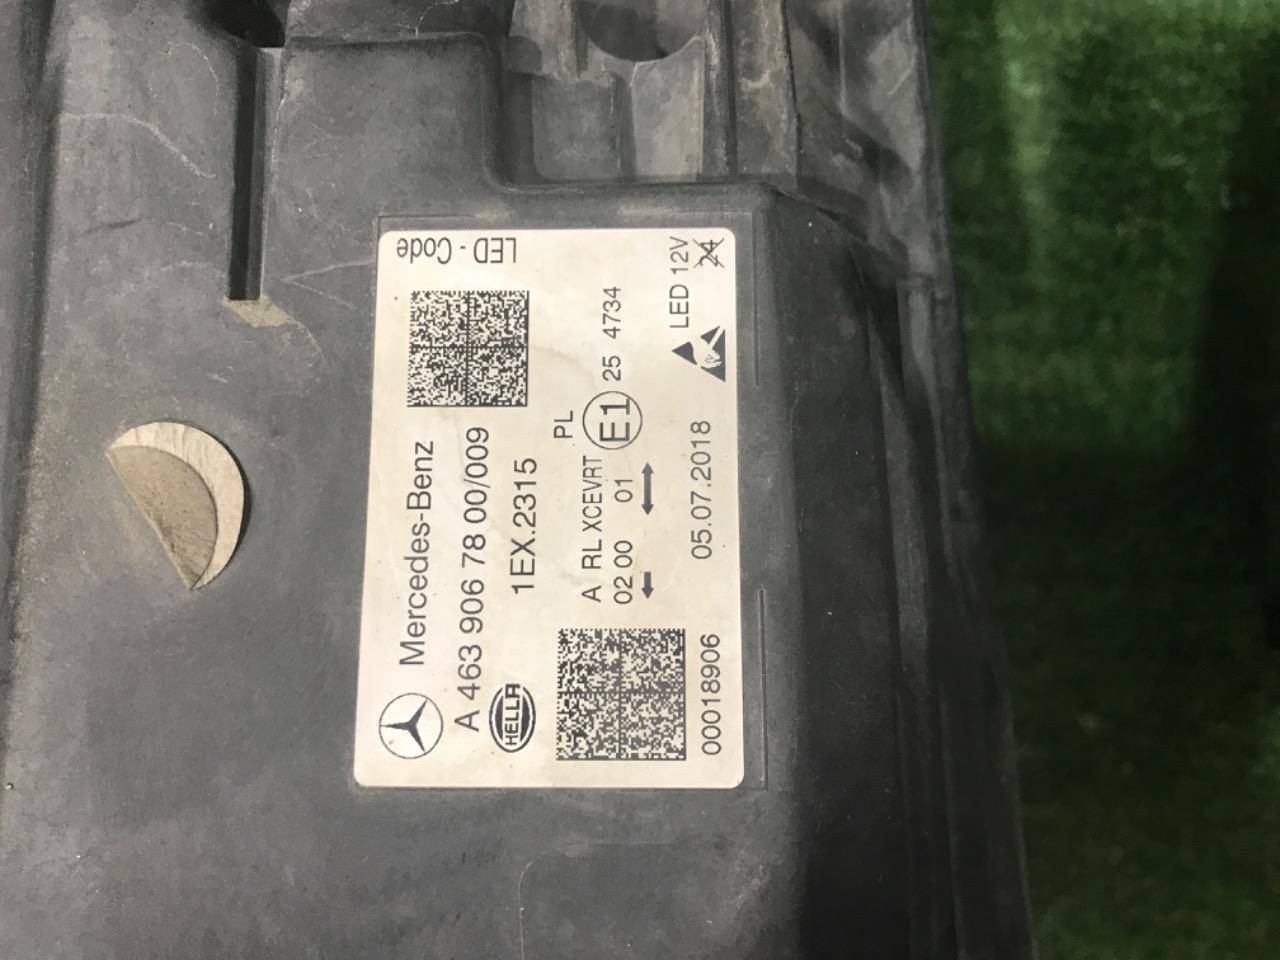 Mercedes-Benz
A 463 906 78 00/009
HELLA
1EX.2315
PL
A RL XCEVRT
02 00 01
E1
25 4734
00018906
05.07.2018
LED 12V
24
LED - Code